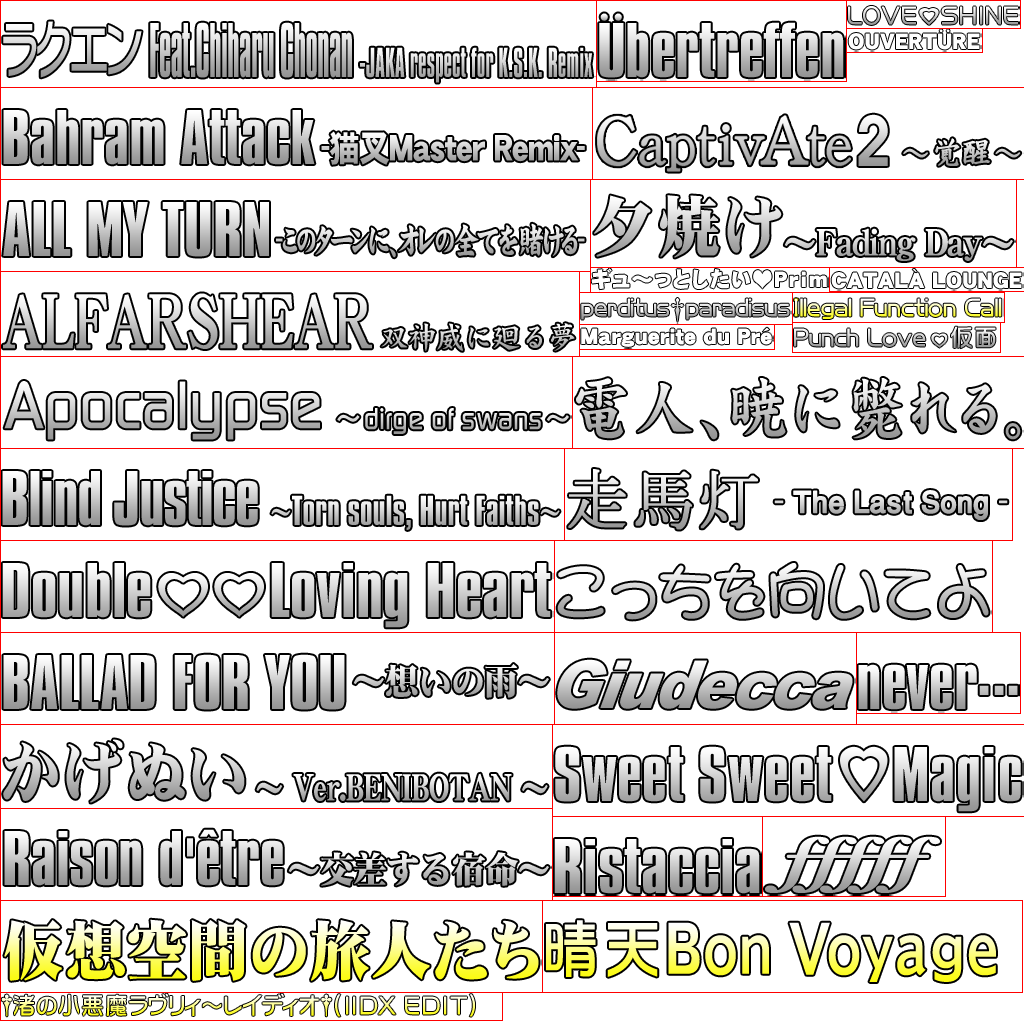 ラクエン feat.Chiharu Chonan -JAKA respect for K.S.K. Remix
Übertreffen
LOVE♡SHINE
OUVERTÜRE
Bahram Attack -猫叉Master Remix-
CaptivAte2 ～覚醒～
ALL MY TURN -このターンに、オレの全てを賭ける-
夕焼け ～Fading Day～
ギュ～っとしたい♥Prim
CATALÀ LOUNGE
ALFARSHEAR 双神威に廻る夢
perditus†paradisus
illegal Function Call
Marguerite du Pré
Punch Love♡仮面
Apocalypse ～dirge of swans～
電人、暁に斃れる。
Blind Justice ～Torn souls, Hurt Faiths～
走馬灯 - The Last Song -
Double♡♡Loving Heart
こっちを向いてよ
BALLAD FOR YOU ～想いの雨～
Giudecca
never…
かげぬい ～ Ver.BENIBOTAN ～
Sweet Sweet♡Magic
Raison d'être～交差する宿命～
Ristaccia
ffffff
仮想空間の旅人たち
晴天Bon Voyage
†渚の小悪魔ラヴリィ～レイディオ†(IIDX EDIT)